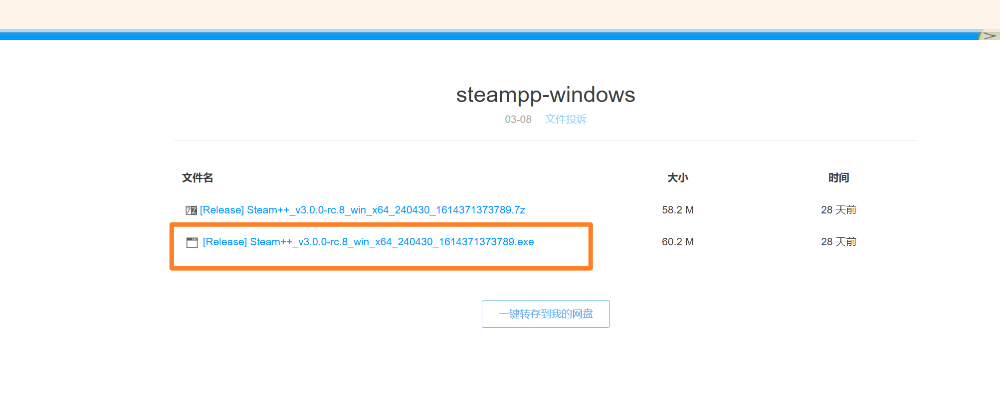 steampp-windows
03-08 文件投诉
文件名 大小 时间
[Release] Steam++_v3.0.0-rc.8_win_x64_240430_1614371373789.7z 58.2 M 28 天前
[Release] Steam++_v3.0.0-rc.8_win_x64_240430_1614371373789.exe 60.2 M 28 天前
一键转存到我的网盘